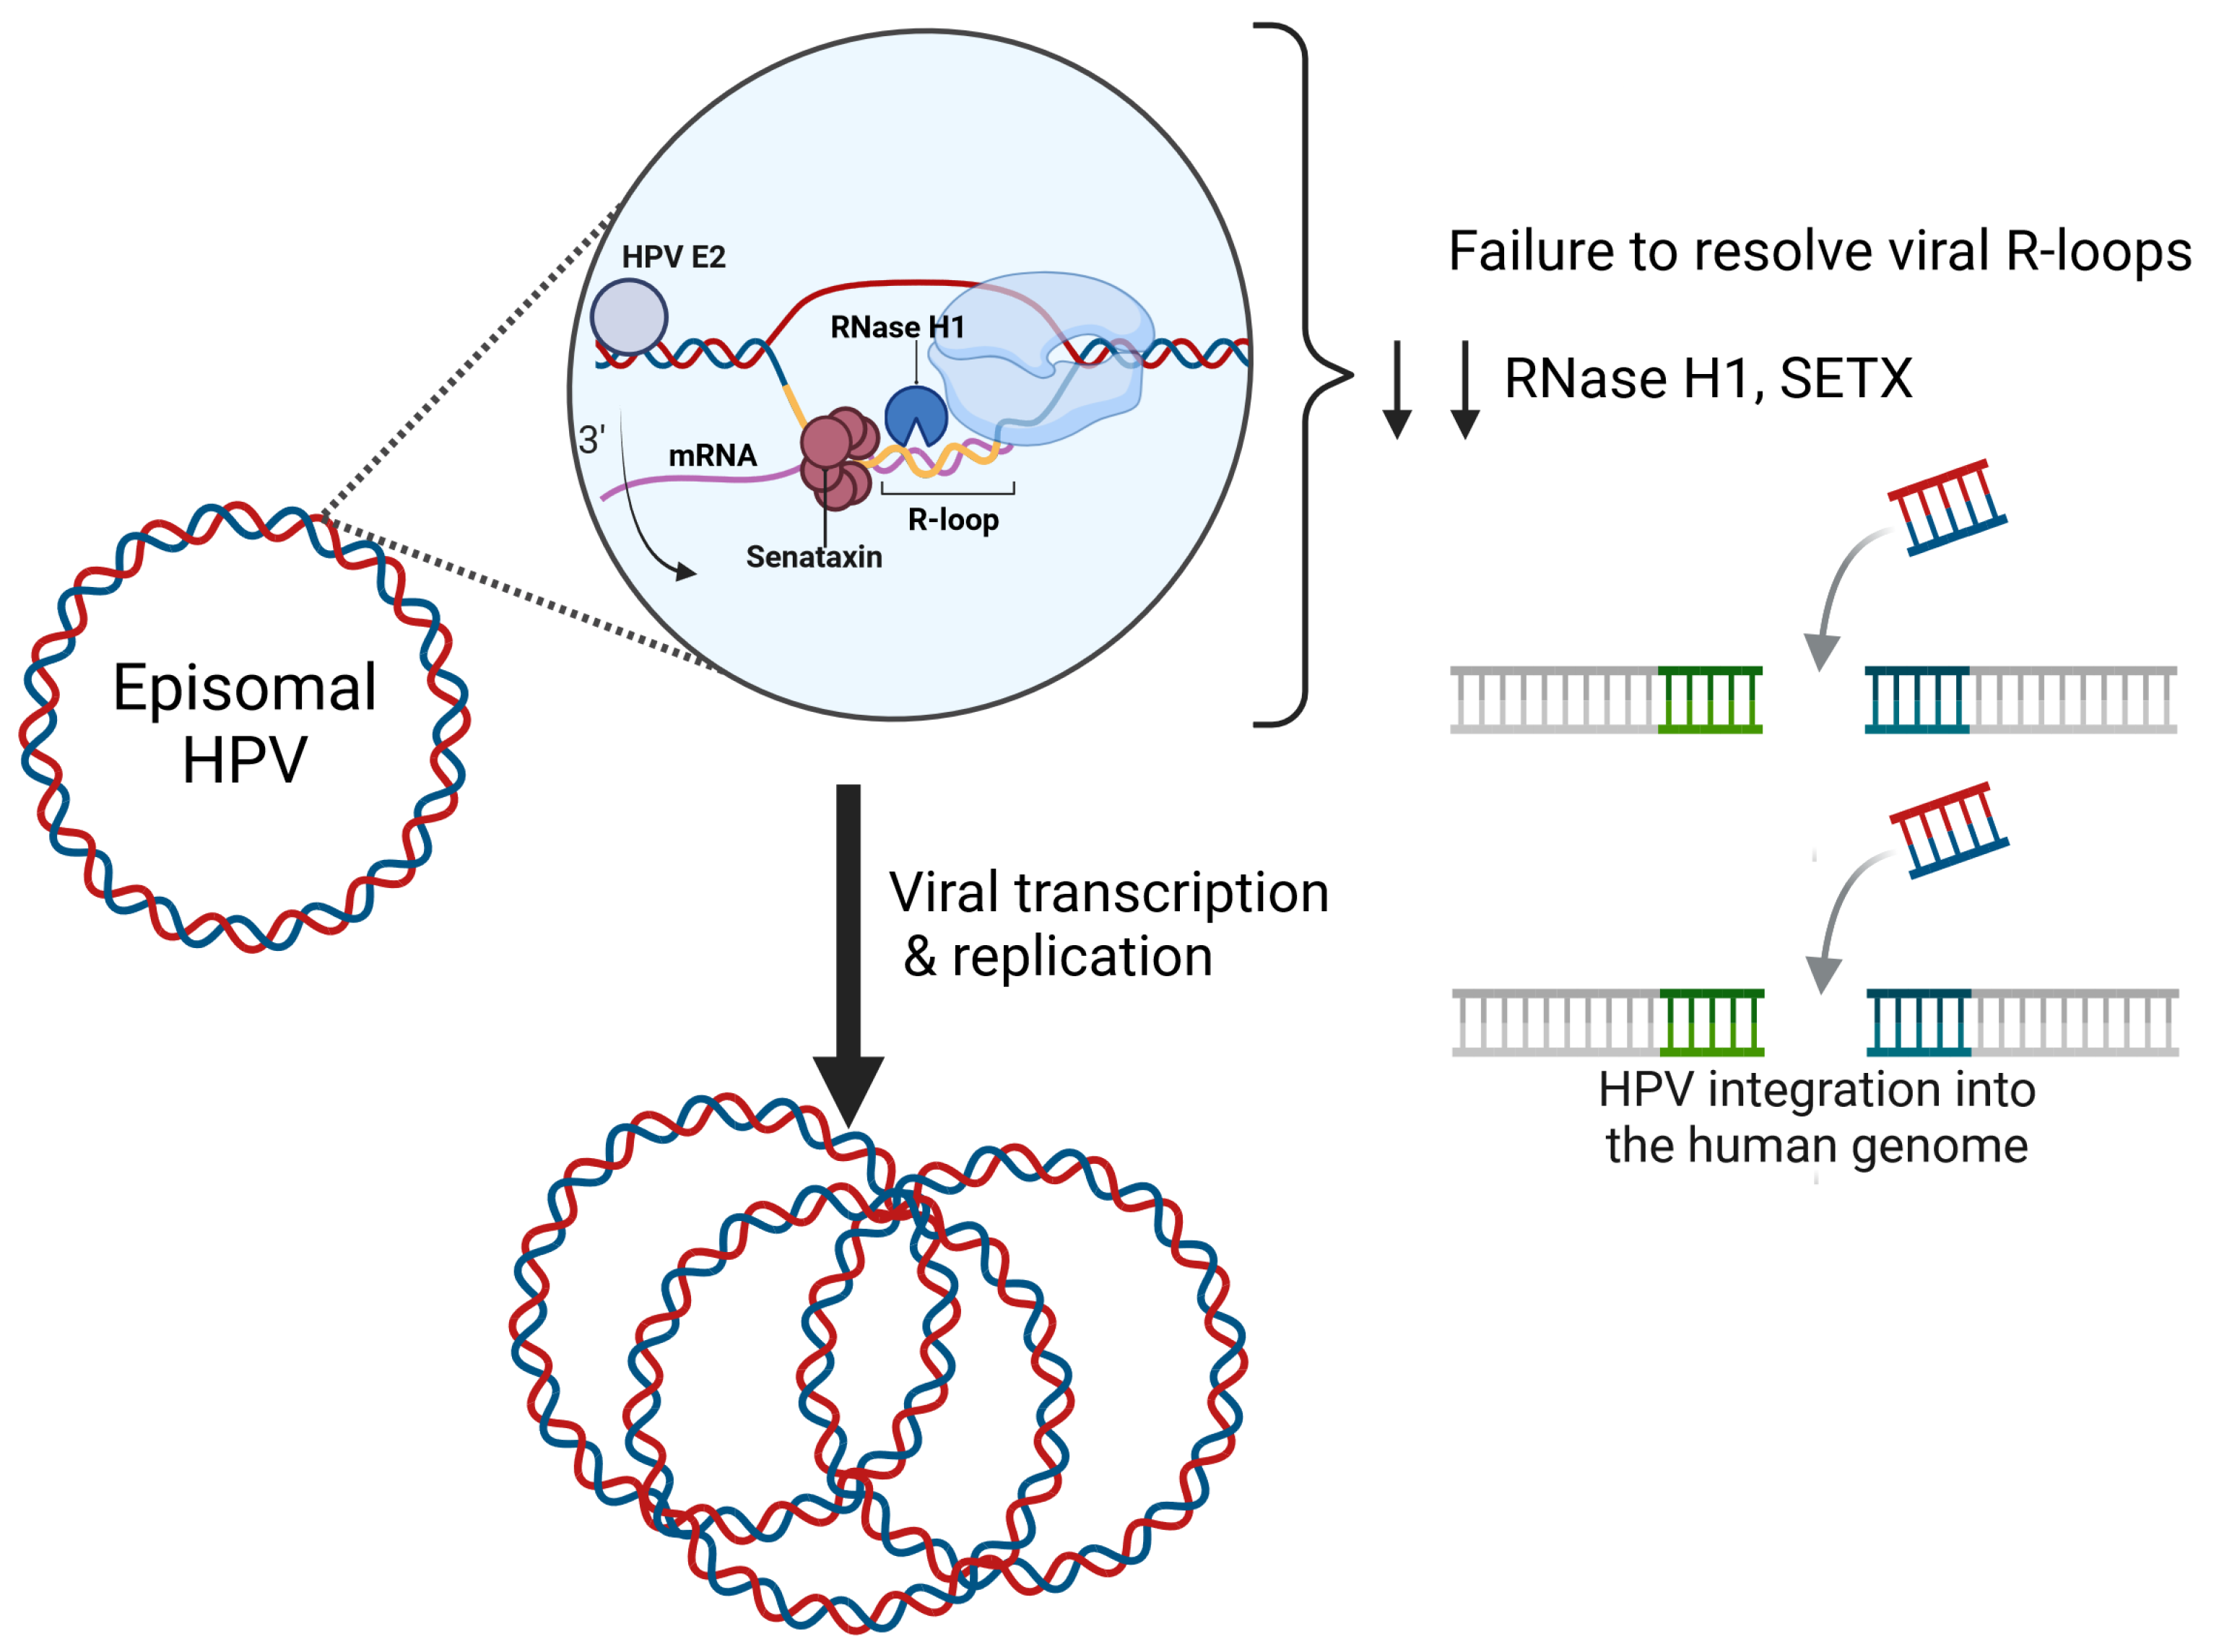 HPV E2
RNase H1
3'
mRNA
R-loop
Senataxin
Episomal
HPV
Failure to resolve viral R-loops
RNase H1, SETX
Viral transcription
& replication
HPV integration into
the human genome